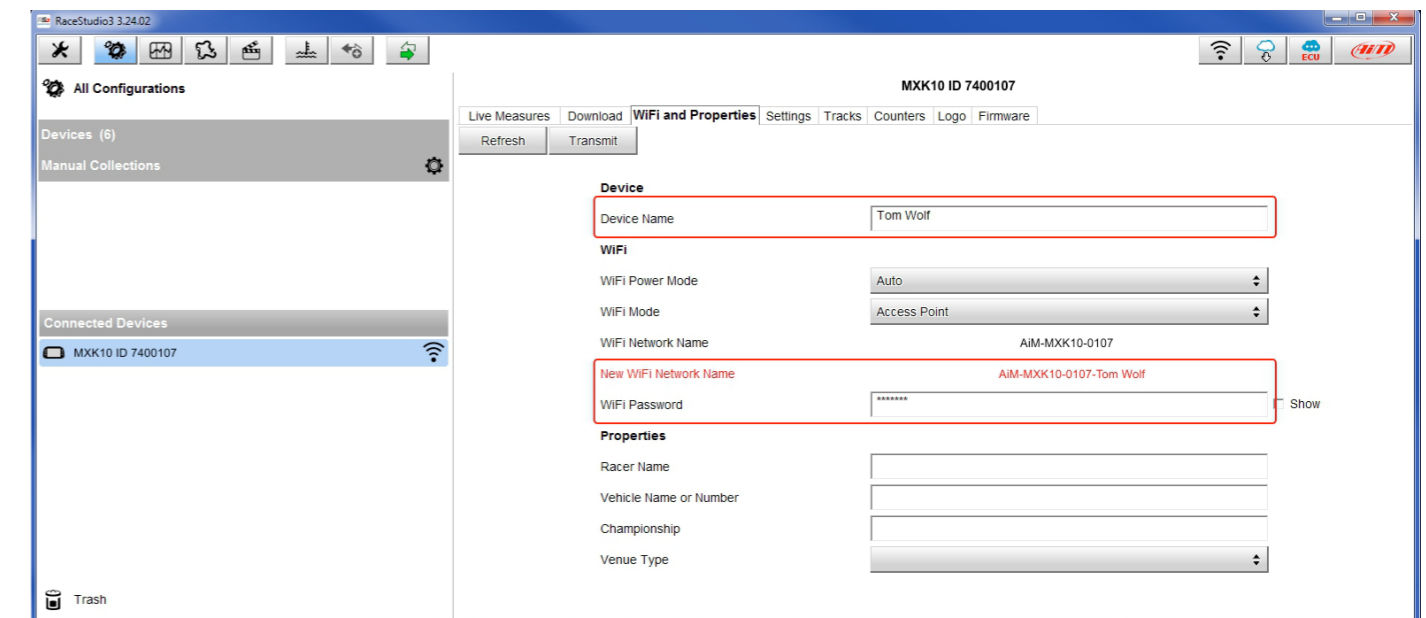 RaceStudio3 3.24.02
ECU
AiM
All Configurations
MXK10 ID 7400107
Live Measures Download WiFi and Properties Settings Tracks Counters Logo Firmware
Devices (6)
Refresh Transmit
Manual Collections
Device
Device Name Tom Wolf
WiFi
WiFi Power Mode Auto
WiFi Mode Access Point
Connected Devices
WiFi Network Name AiM-MXK10-0107
MXK10 ID 7400107
New WiFi Network Name AiM-MXK10-0107-Tom Wolf
WiFi Password ******* Show
Properties
Racer Name
Vehicle Name or Number
Championship
Venue Type
Trash